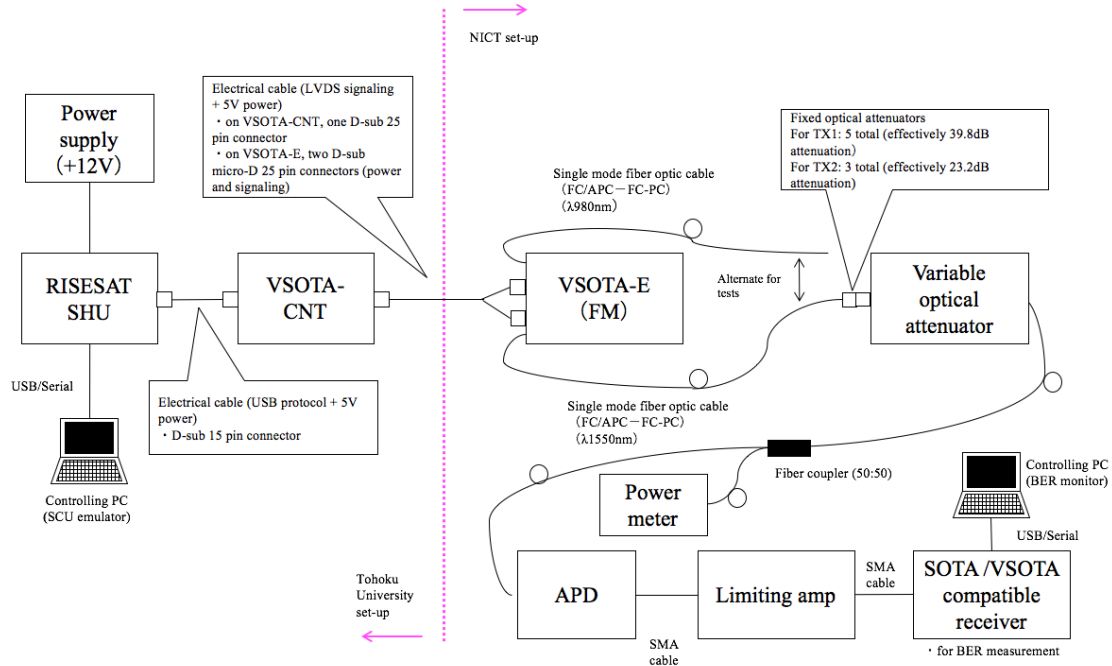 NICT set-up
Power
supply
(+12V)
Electrical cable (LVDS signaling
+ 5V power)
・on VSOTA-CNT, one D-sub 25
pin connector
・on VSOTA-E, two D-sub
micro-D 25 pin connectors (power
and signaling)
Fixed optical attenuators
For TX1: 5 total (effectively 39.8dB
attenuation)
For TX2: 3 total (effectively 23.2dB
attenuation)
Single mode fiber optic cable
(FC/APC－FC-PC)
(λ980nm)
RISESAT
SHU
VSOTA-
CNT
VSOTA-E
(FM)
Alternate for
tests
Variable
optical
attenuator
USB/Serial
Electrical cable (USB protocol + 5V
power)
・D-sub 15 pin connector
Single mode fiber optic cable
(FC/APC－FC-PC)
(λ1550nm)
Controlling PC
(SCU emulator)
Fiber coupler (50:50)
Power
meter
Controlling PC
(BER monitor)
USB/Serial
Tohoku
University
set-up
APD
SMA
cable
Limiting amp
SMA
cable
SOTA /VSOTA
compatible
receiver
・for BER measurement